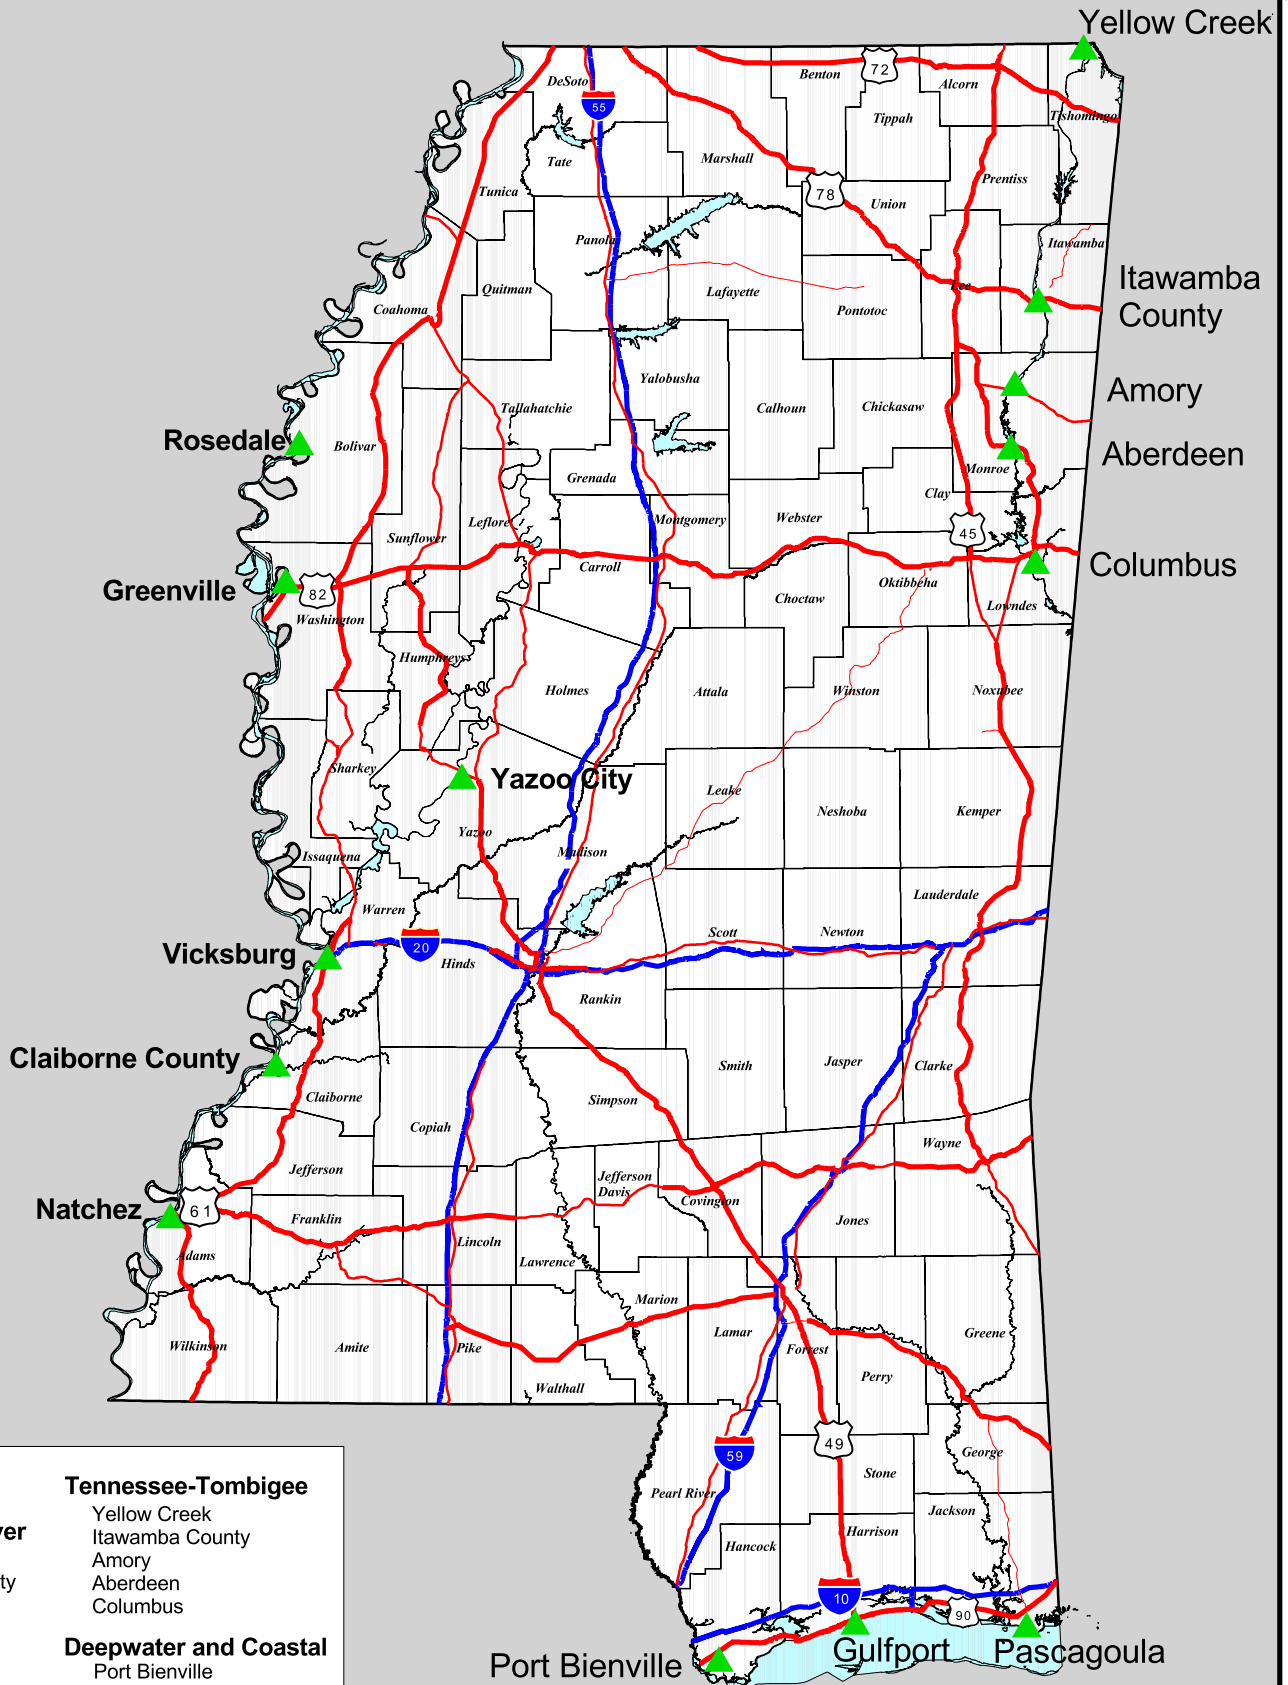 Yellow Creek
Benton
72
DeSoto
Alcorn
55
Tippah
Tishomingo
Tate
Marshall
Prentiss
Tunica
78
Union
Panola
Itawamba
Itawamba
County
Quitman
Lafayette
Lee
Coahoma
Pontotoc
Yalobusha
Amory
Tallahatchie
Calhoun
Chickasaw
Rosedale
Bolivar
Aberdeen
Grenada
Monroe
Clay
Leflore
Montgomery
Webster
45
Sunflower
Carroll
Columbus
Oktibbeha
Greenville
82
Choctaw
Lowndes
Washington
Humphreys
Holmes
Attala
Winston
Noxubee
Sharkey
Yazoo City
Leake
Neshoba
Kemper
Yazoo
Madison
Issaquena
Lauderdale
Warren
Scott
Newton
Vicksburg
20
Hinds
Rankin
Claiborne County
Smith
Jasper
Clarke
Claiborne
Simpson
Copiah
Wayne
Jefferson
Jefferson
Davis
Covington
Natchez
61
Franklin
Jones
Adams
Lincoln
Lawrence
Marion
Lamar
Greene
Wilkinson
Amite
Pike
Forrest
Perry
Walthall
49
59
George
Stone
Pearl River
Jackson
Harrison
Hancock
10
90
Gulfport
Pascagoula
Port Bienville
ver
ty
Tennessee-Tombigee
Yellow Creek
Itawamba County
Amory
Aberdeen
Columbus
Deepwater and Coastal
Port Bienville